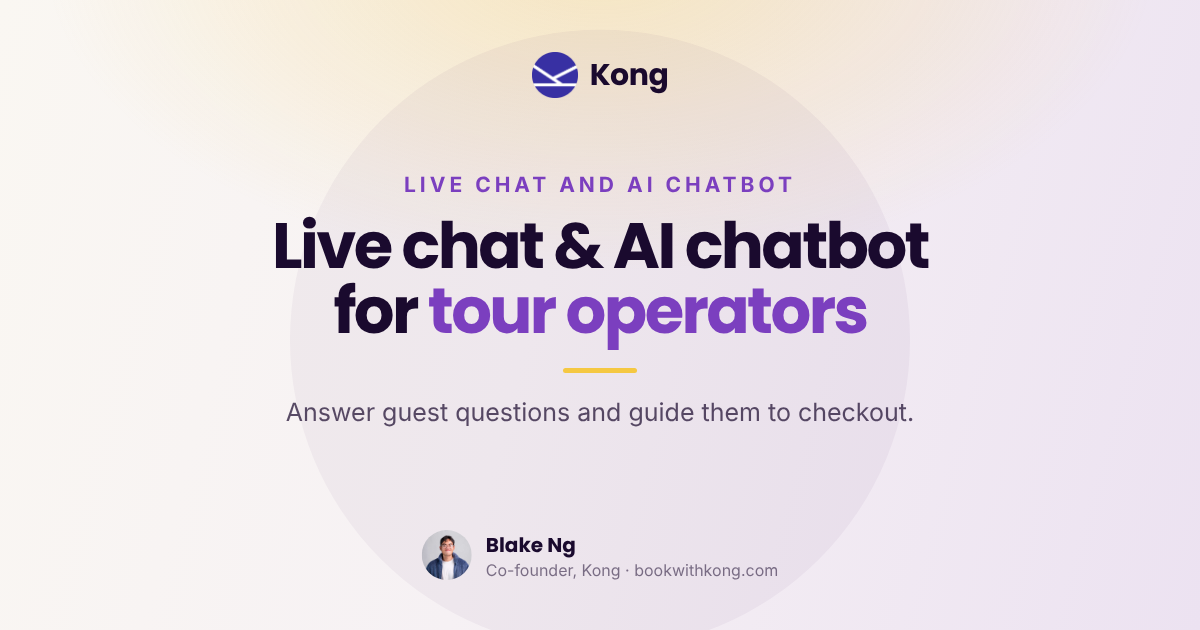 Kong
LIVE CHAT AND AI CHATBOT
Live chat & AI chatbot
for tour operators
Answer guest questions and guide them to checkout.
Blake Ng
Co-founder, Kong · bookwithkong.com